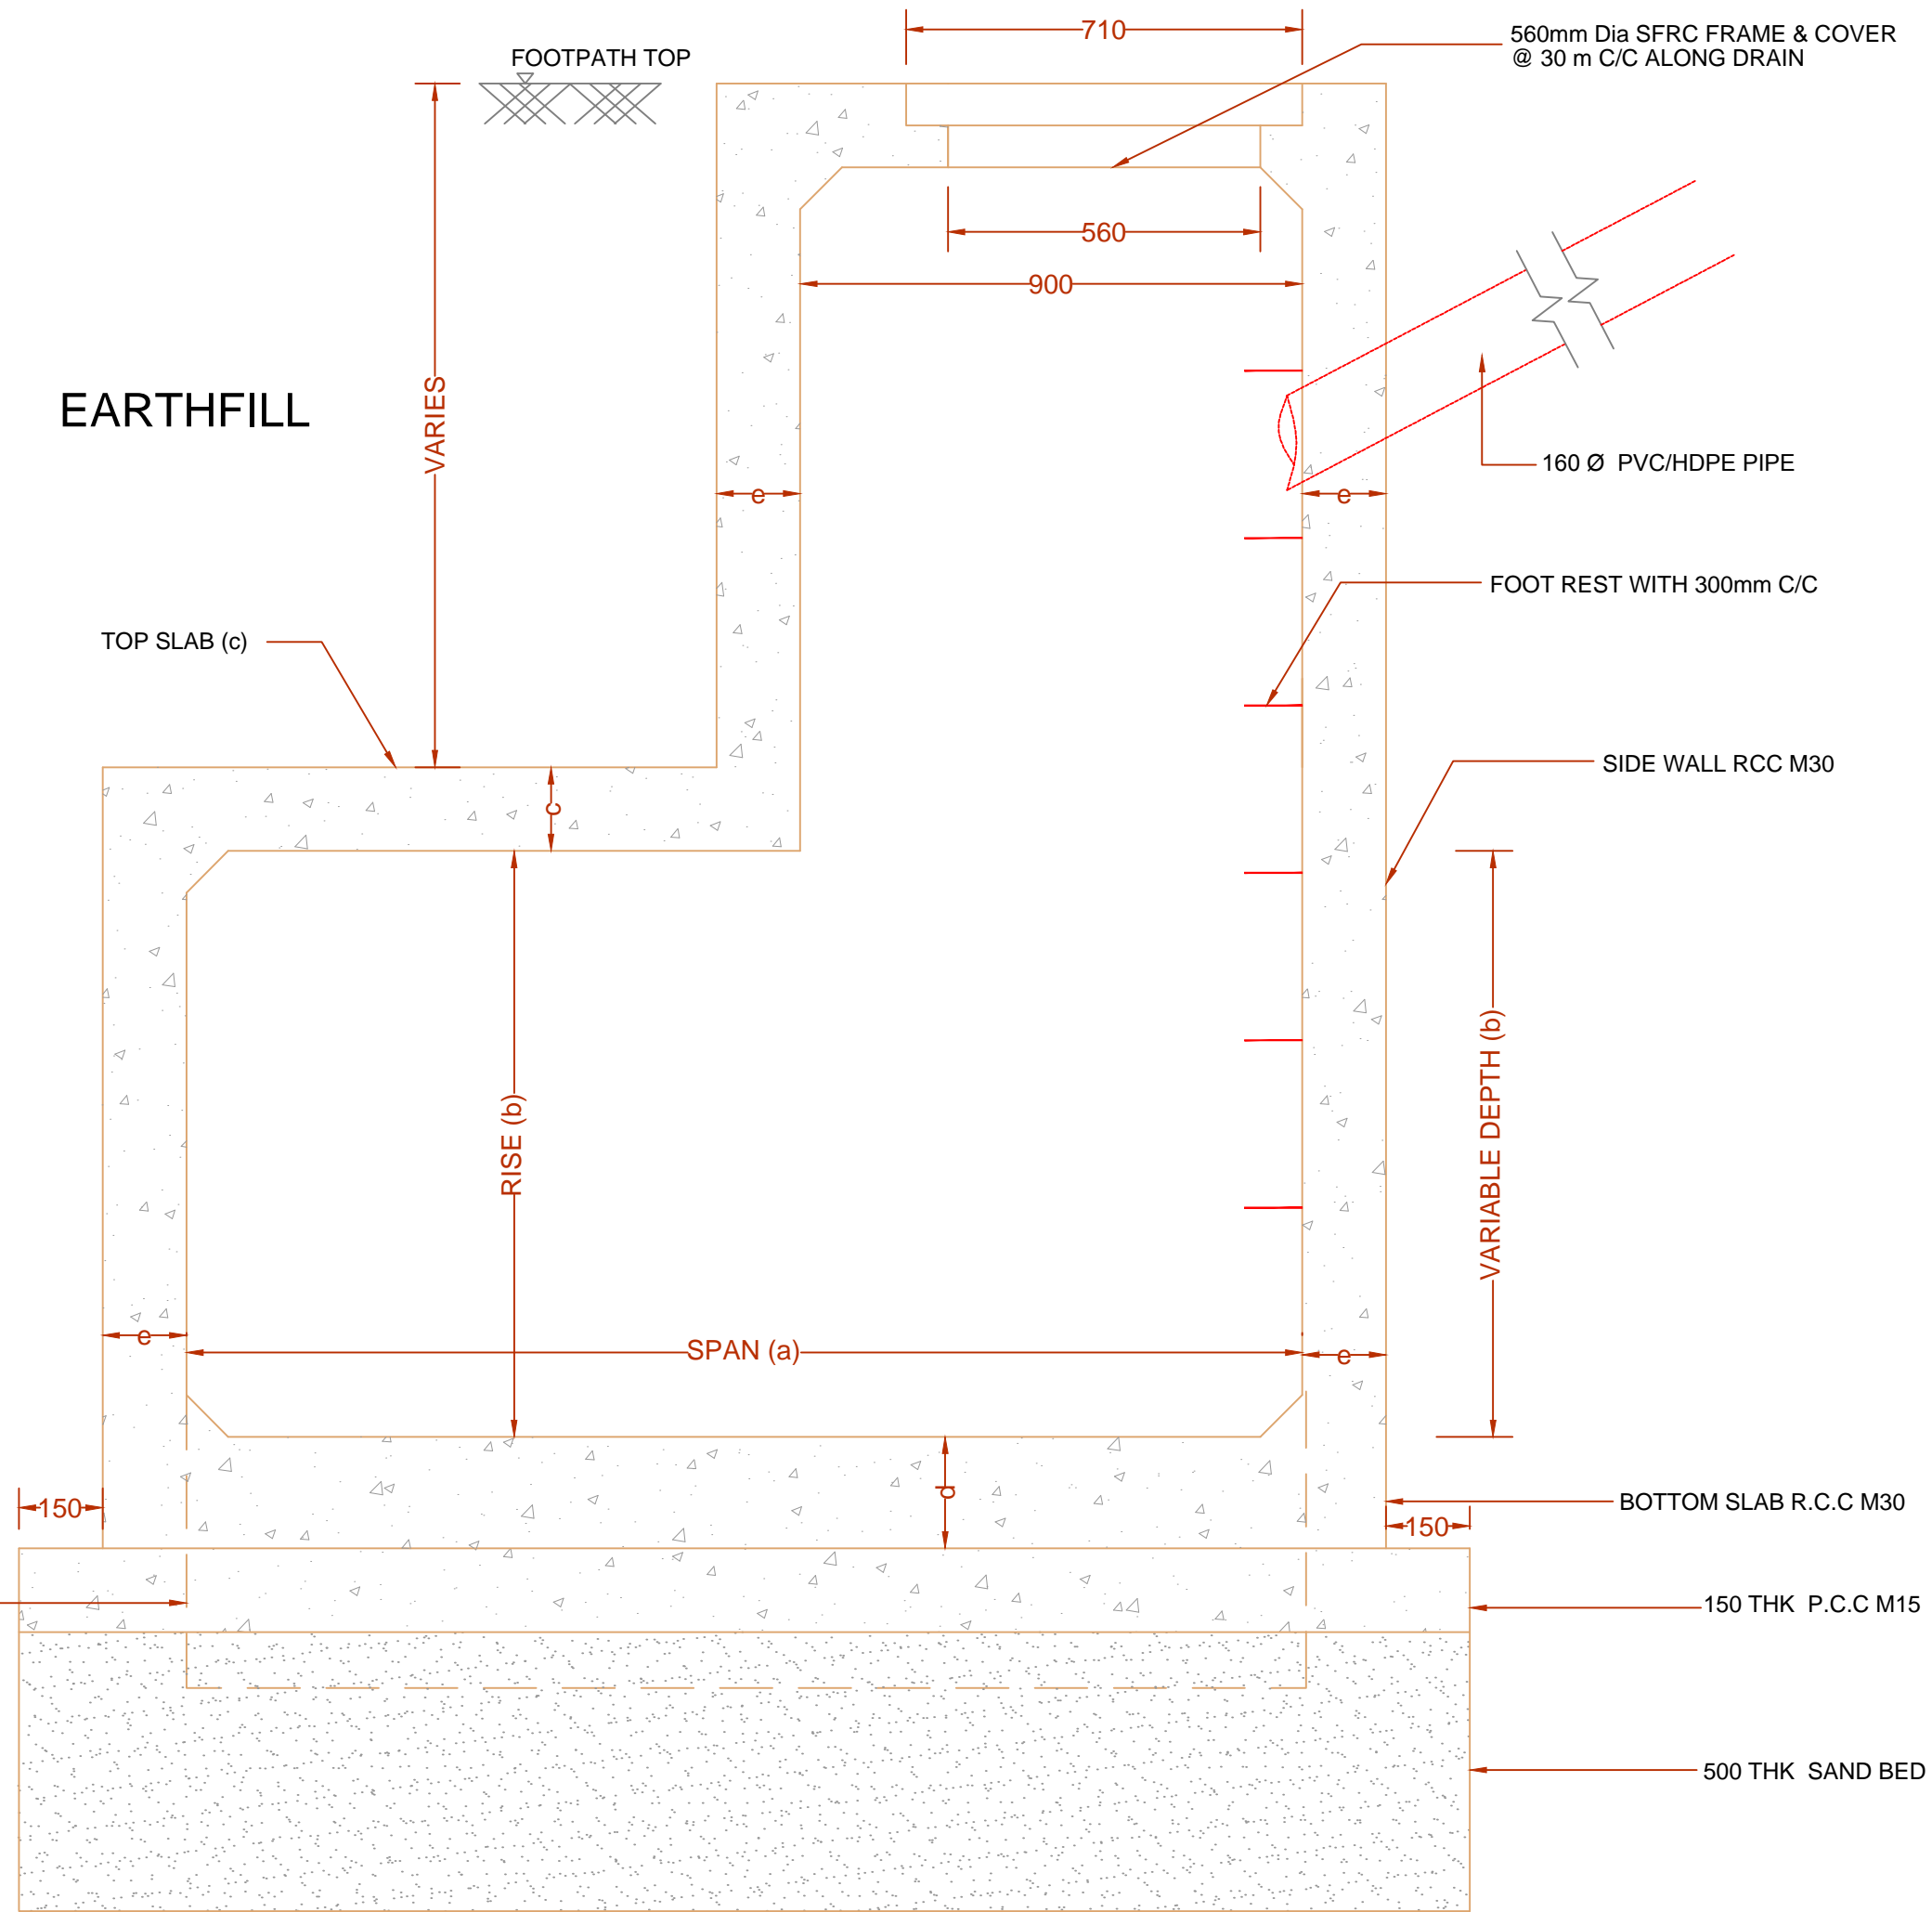 710
560mm Dia SFRC FRAME & COVER
@ 30 m C/C ALONG DRAIN
FOOTPATH TOP
560
900
EARTHFILL
VARIES
160 Ø PVC/HDPE PIPE
e
e
FOOT REST WITH 300mm C/C
TOP SLAB (c)
SIDE WALL RCC M30
c
RISE (b)
VARIABLE DEPTH (b)
e
SPAN (a)
e
d
150
BOTTOM SLAB R.C.C M30
150
150 THK P.C.C M15
500 THK SAND BED